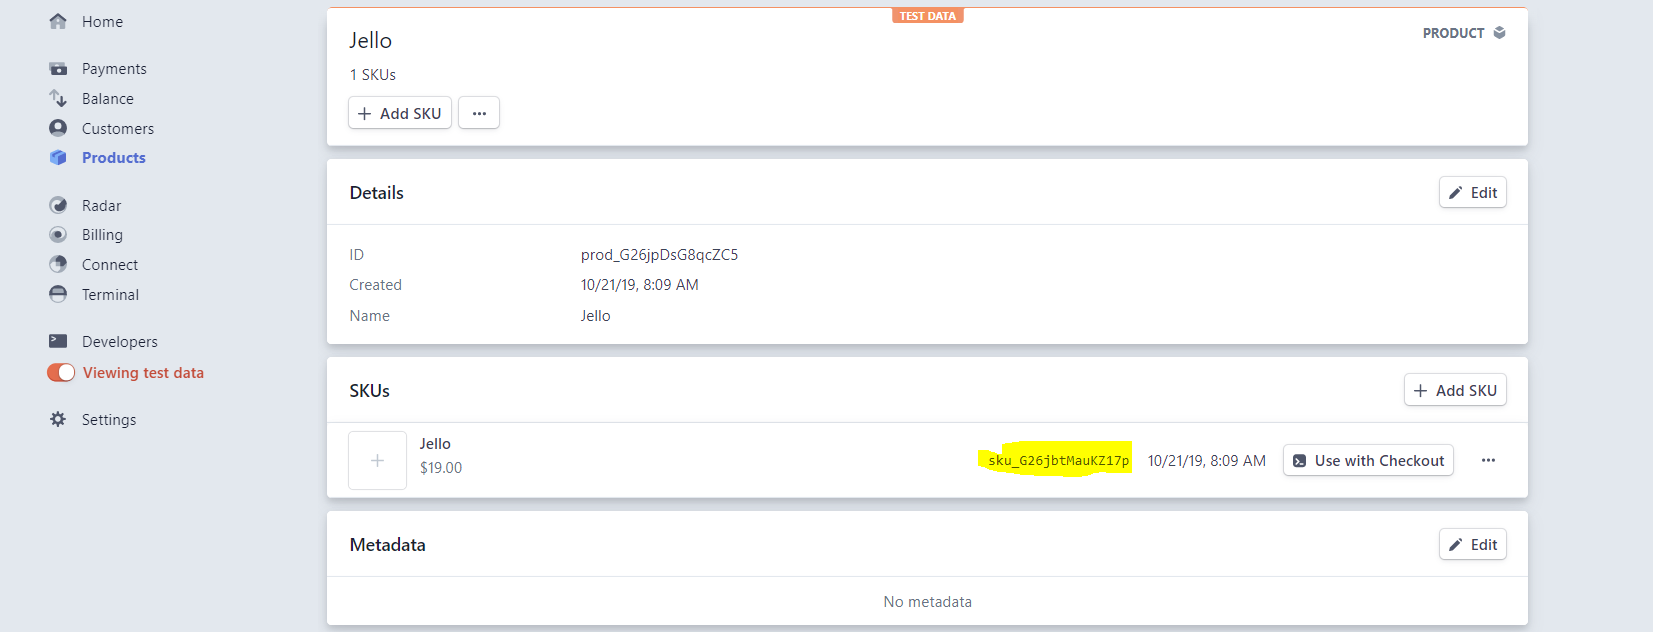 Home
Payments
Balance
Customers
Products
Radar
Billing
Connect
Terminal
Developers
Viewing test data
Settings
TEST DATA
Jello
PRODUCT
1 SKUs
+ Add SKU ...
Details
Edit
ID prod_G26jpDsG8qcZC5
Created 10/21/19, 8:09 AM
Name Jello
SKUs
+ Add SKU
Jello
$19.00
sku_G26jbtMauKZ17p 10/21/19, 8:09 AM Use with Checkout ...
Metadata
Edit
No metadata